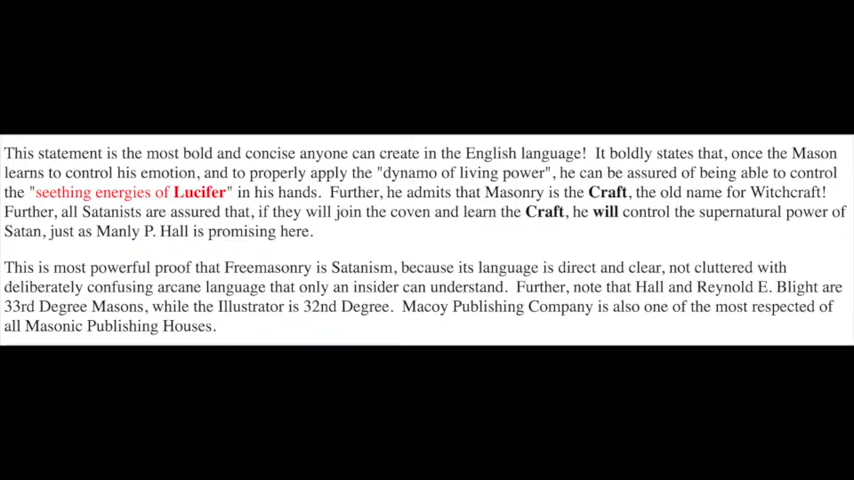 This statement is the most bold and concise anyone can create in the English language!  It boldly states that, once the Mason
learns to control his emotion, and to properly apply the "dynamo of living power", he can be assured of being able to control
the "seething energies of Lucifer" in his hands.  Further, he admits that Masonry is the Craft, the old name for Witchcraft!
Further, all Satanists are assured that, if they will join the coven and learn the Craft, he will control the supernatural power of
Satan, just as Manly P. Hall is promising here.
This is most powerful proof that Freemasonry is Satanism, because its language is direct and clear, not cluttered with
deliberately confusing arcane language that only an insider can understand.  Further, note that Hall and Reynold E. Blight are
33rd Degree Masons, while the Illustrator is 32nd Degree.  Macoy Publishing Company is also one of the most respected of
all Masonic Publishing Houses.